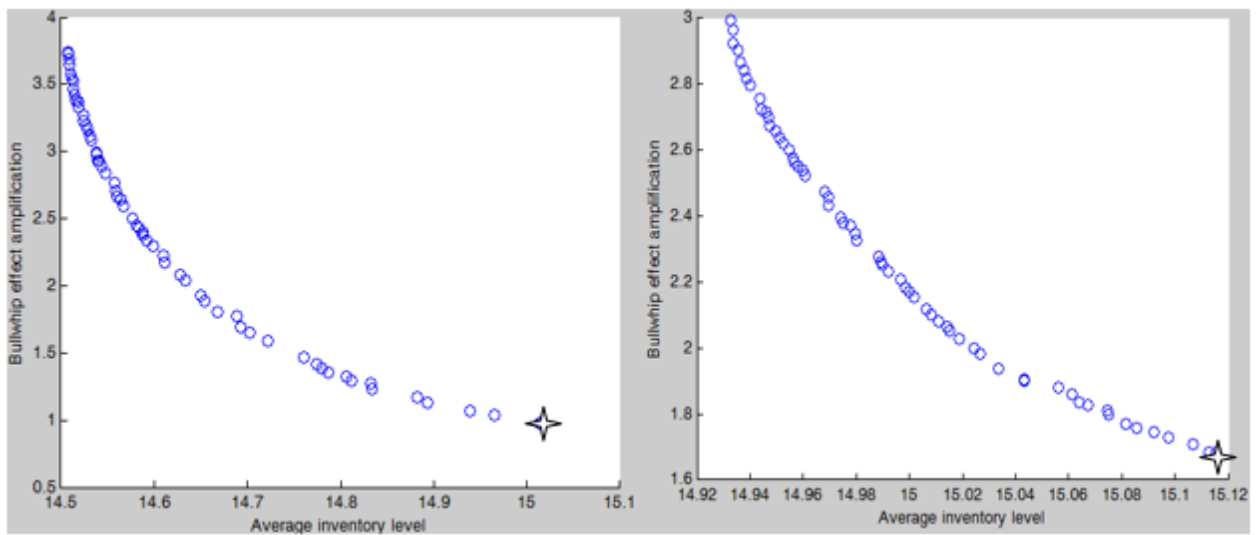 4
3.5
3
2.5
2
1.5
1
0.5
Bullwhip effect amplification
14.5 14.6 14.7 14.8 14.9 15 15.1
Average inventory level
3
2.8
2.6
2.4
2.2
2
1.8
1.6
Bullwhip effect amplification
14.92 14.94 14.96 14.98 15 15.02 15.04 15.06 15.08 15.1 15.12
Average inventory level